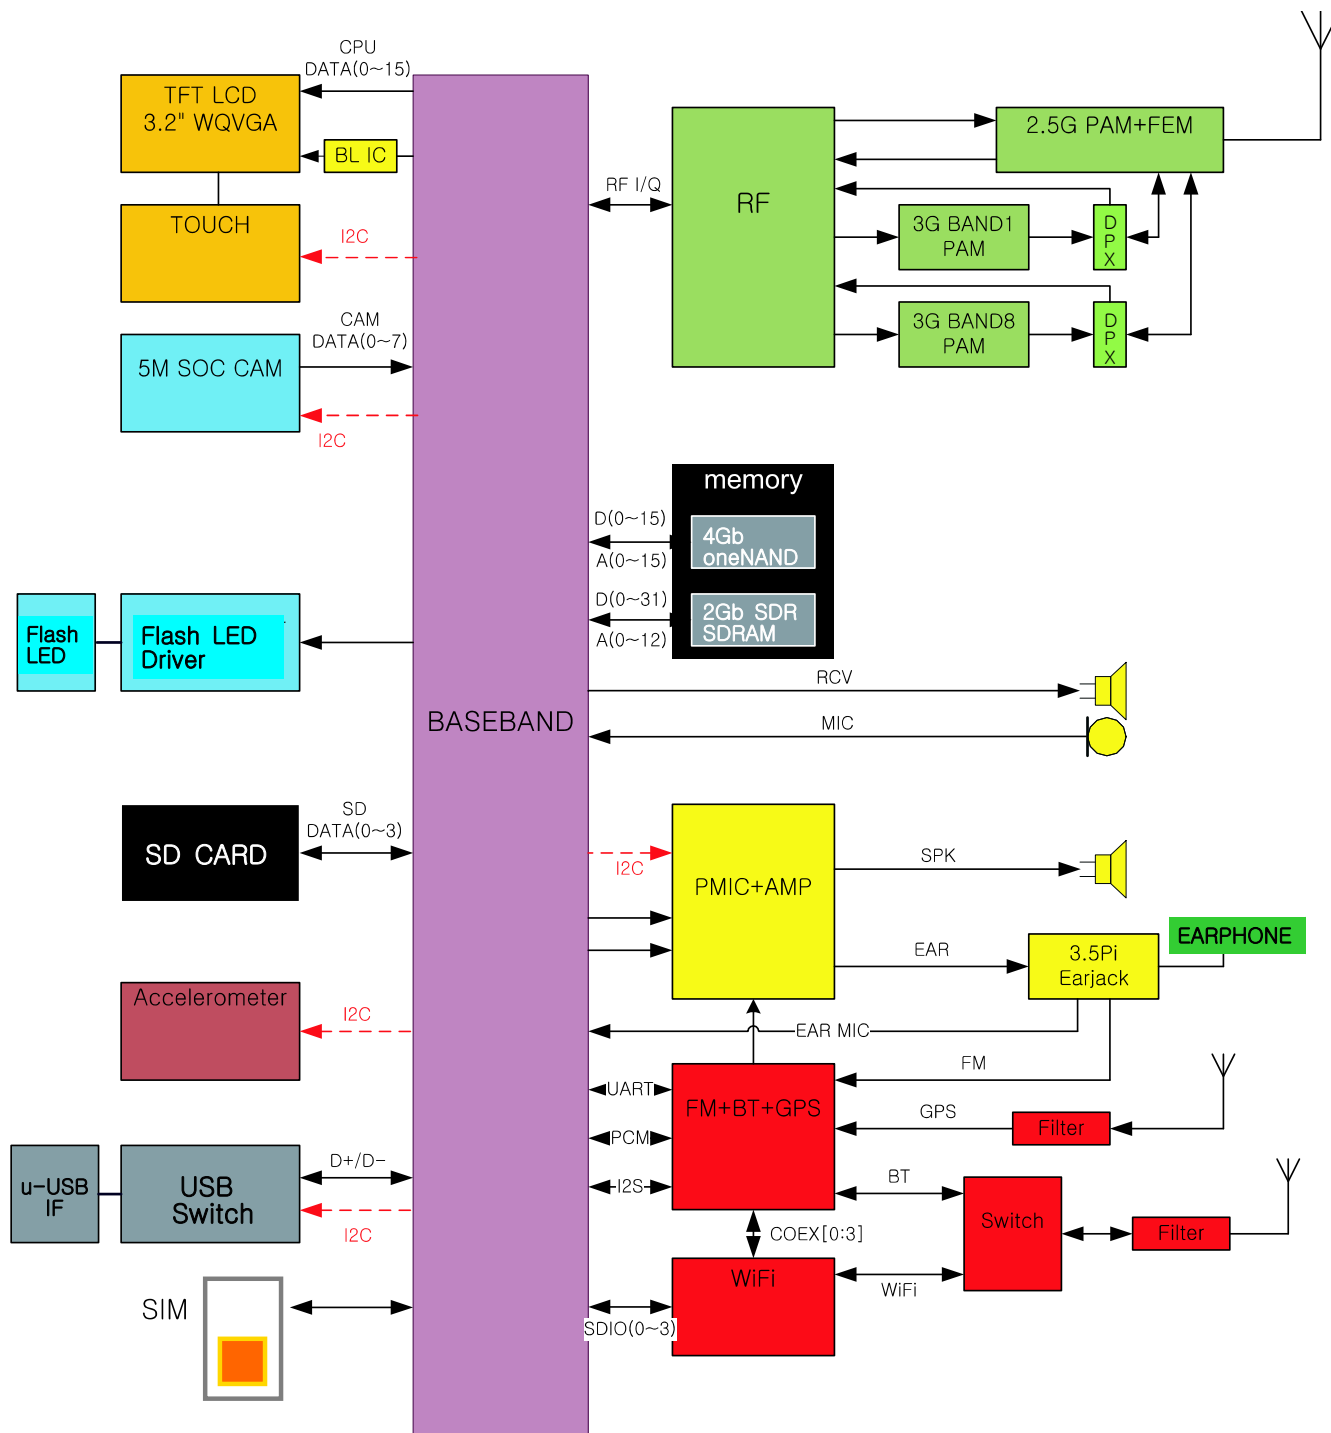 CPU
DATA(0~15)
TFT LCD
3.2" WQVGA
BL IC
TOUCH
I2C
CAM
DATA(0~7)
5M SOC CAM
I2C
Flash
LED
Flash LED
Driver
SD
DATA(0~3)
SD CARD
Accelerometer
I2C
u-USB
IF
USB
Switch
D+/D-
I2C
SIM
BASEBAND
RF I/Q
RF
2.5G PAM+FEM
3G BAND1
PAM
D
P
X
3G BAND8
PAM
D
P
X
memory
D(0~15)
4Gb
oneNAND
A(0~15)
D(0~31)
2Gb SDR
SDRAM
A(0~12)
RCV
MIC
I2C
PMIC+AMP
SPK
EAR
3.5Pi
Earjack
EARPHONE
EAR MIC
FM
UART
FM+BT+GPS
GPS
Filter
PCM
I2S
BT
COEX[0:3]
Switch
Filter
WiFi
WiFi
SDIO(0~3)